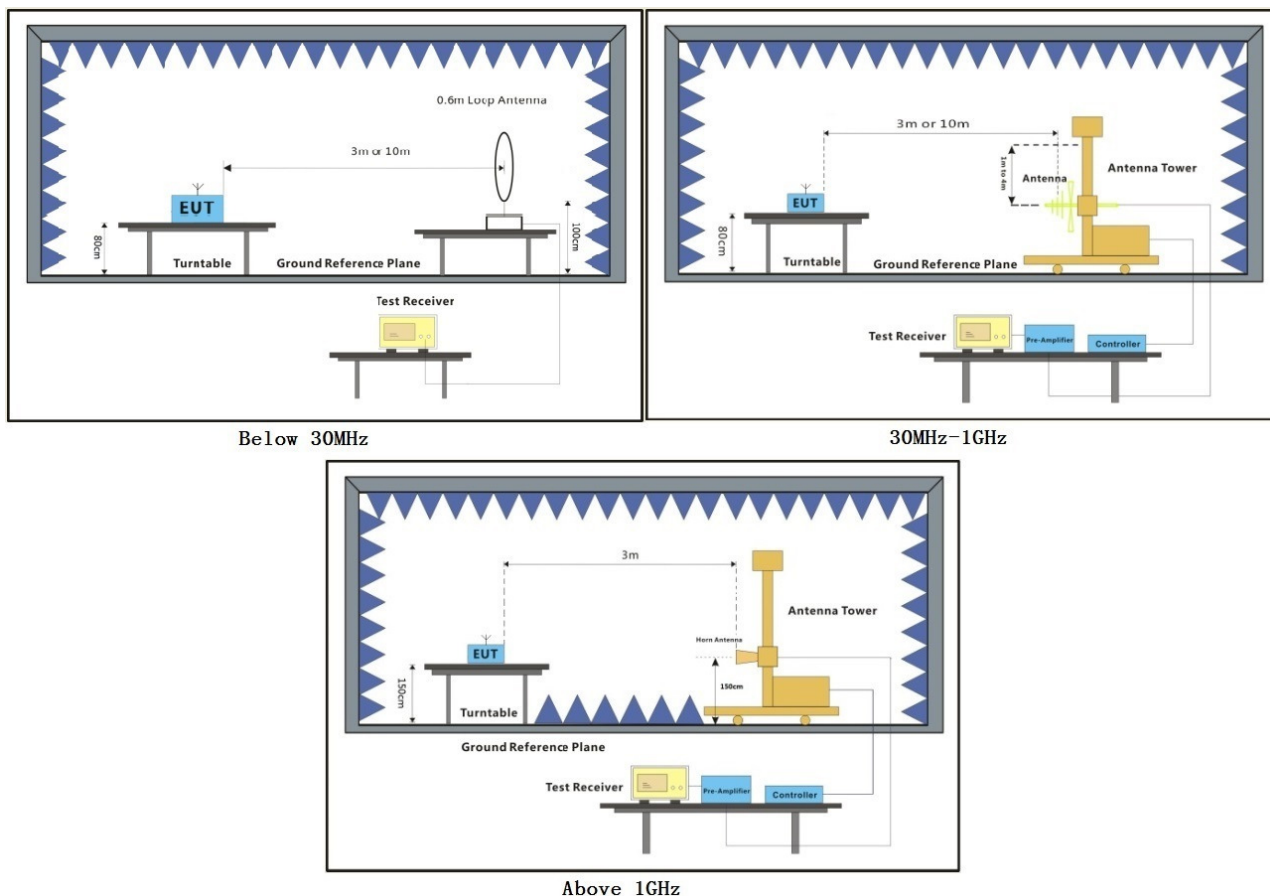 0.6m Loop Antenna
3m or 10m
EUT
80cm
100cm
Turntable
Ground Reference Plane
Test Receiver
Below 30MHz
3m or 10m
1m to 4m
Antenna
Antenna Tower
EUT
80cm
Turntable
Ground Reference Plane
Test Receiver
Pre-Amplifier
Controller
30MHz-1GHz
3m
Antenna Tower
Horn Antenna
EUT
150cm
150cm
Turntable
Ground Reference Plane
Test Receiver
Pre-Amplifier
Controller
Above 1GHz